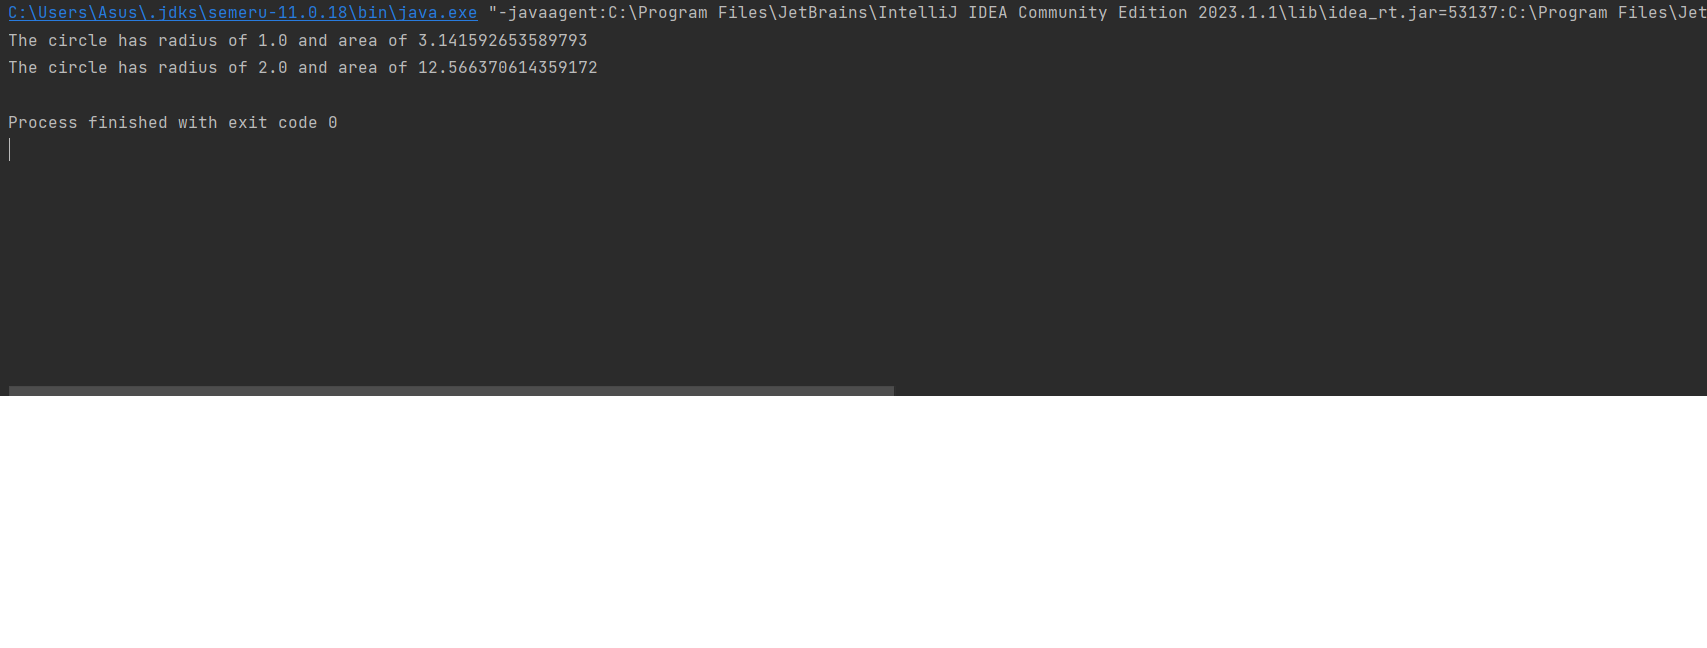 C:\Users\Asus\.jdks\semeru-11.0.18\bin\java.exe "-javaagent:C:\Program Files\JetBrains\IntelliJ IDEA Community Edition 2023.1.1\lib\idea_rt.jar=53137:C:\Program Files\Jet
The circle has radius of 1.0 and area of 3.141592653589793
The circle has radius of 2.0 and area of 12.566370614359172
Process finished with exit code 0